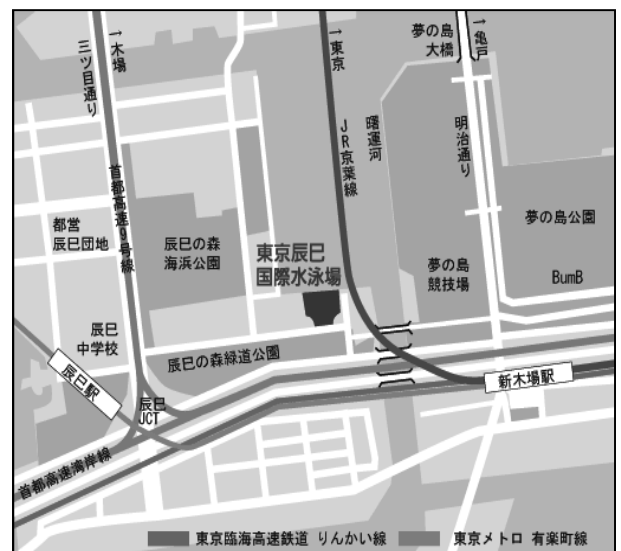 三ツ目通り
→木場
→東京
夢の島
大橋
→亀戸
JR京葉線
曙運河
明治通り
首都高速9号線
都営
辰巳団地
辰巳の森
海浜公園
東京辰巳
国際水泳場
夢の島公園
夢の島
競技場
BumB
辰巳
中学校
辰巳の森緑道公園
辰巳駅
新木場駅
辰巳
JCT
首都高速湾岸線
東京臨海高速鉄道 りんかい線
東京メトロ 有楽町線